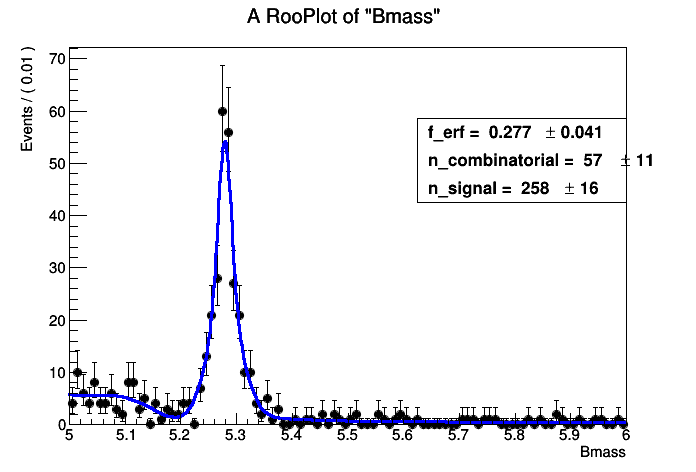 A RooPlot of "Bmass"
Events / ( 0.01 )
70
60
50
40
30
20
10
0
f_erf = 0.277 ± 0.041
n_combinatorial = 57 ± 11
n_signal = 258 ± 16
5 5.1 5.2 5.3 5.4 5.5 5.6 5.7 5.8 5.9 6
Bmass